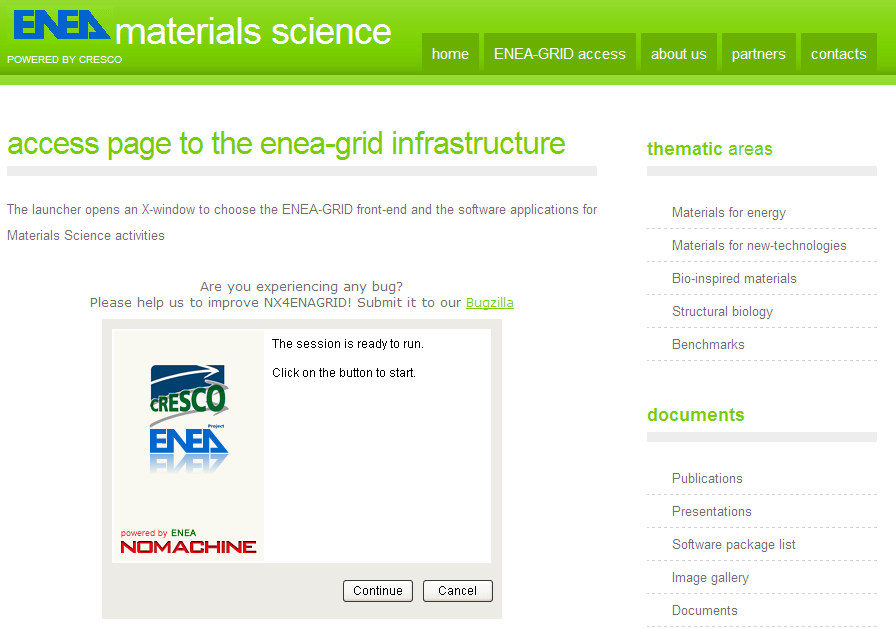 ENEA materials science
POWERED BY CRESCO
home
ENEA-GRID access
about us
partners
contacts
access page to the enea-grid infrastructure
The launcher opens an X-window to choose the ENEA-GRID front-end and the software applications for
Materials Science activities
Are you experiencing any bug?
Please help us to improve NX4ENAGRID! Submit it to our Bugzilla
The session is ready to run.
Click on the button to start.
CRESCO
Project
ENEA
powered by ENEA
NOMACHINE
Continue
Cancel
thematic areas
Materials for energy
Materials for new-technologies
Bio-inspired materials
Structural biology
Benchmarks
documents
Publications
Presentations
Software package list
Image gallery
Documents